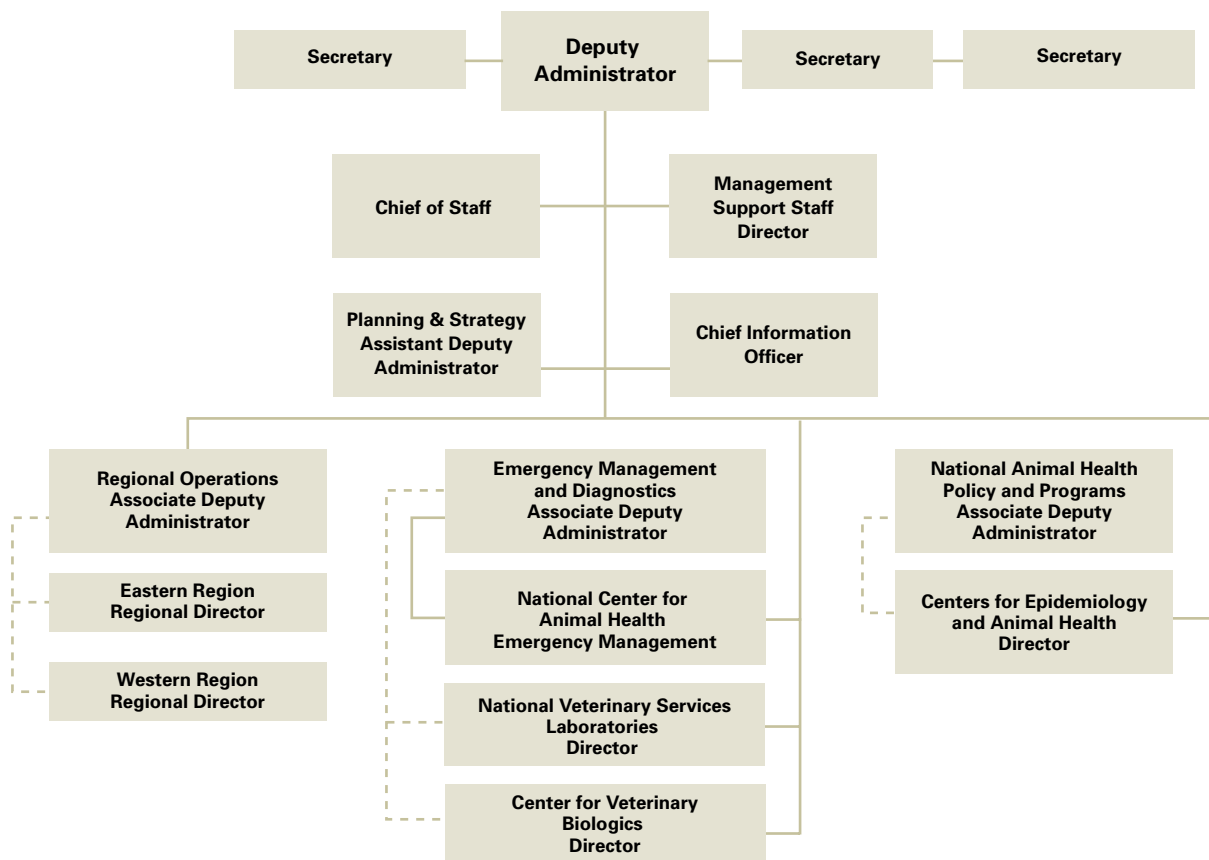 Secretary
Deputy
Administrator
Secretary
Secretary
Chief of Staff
Management
Support Staff
Director
Planning & Strategy
Assistant Deputy
Administrator
Chief Information
Officer
Regional Operations
Associate Deputy
Administrator
Eastern Region
Regional Director
Western Region
Regional Director
Emergency Management
and Diagnostics
Associate Deputy
Administrator
National Center for
Animal Health
Emergency Management
National Veterinary Services
Laboratories
Director
Center for Veterinary
Biologics
Director
National Animal Health
Policy and Programs
Associate Deputy
Administrator
Centers for Epidemiology
and Animal Health
Director